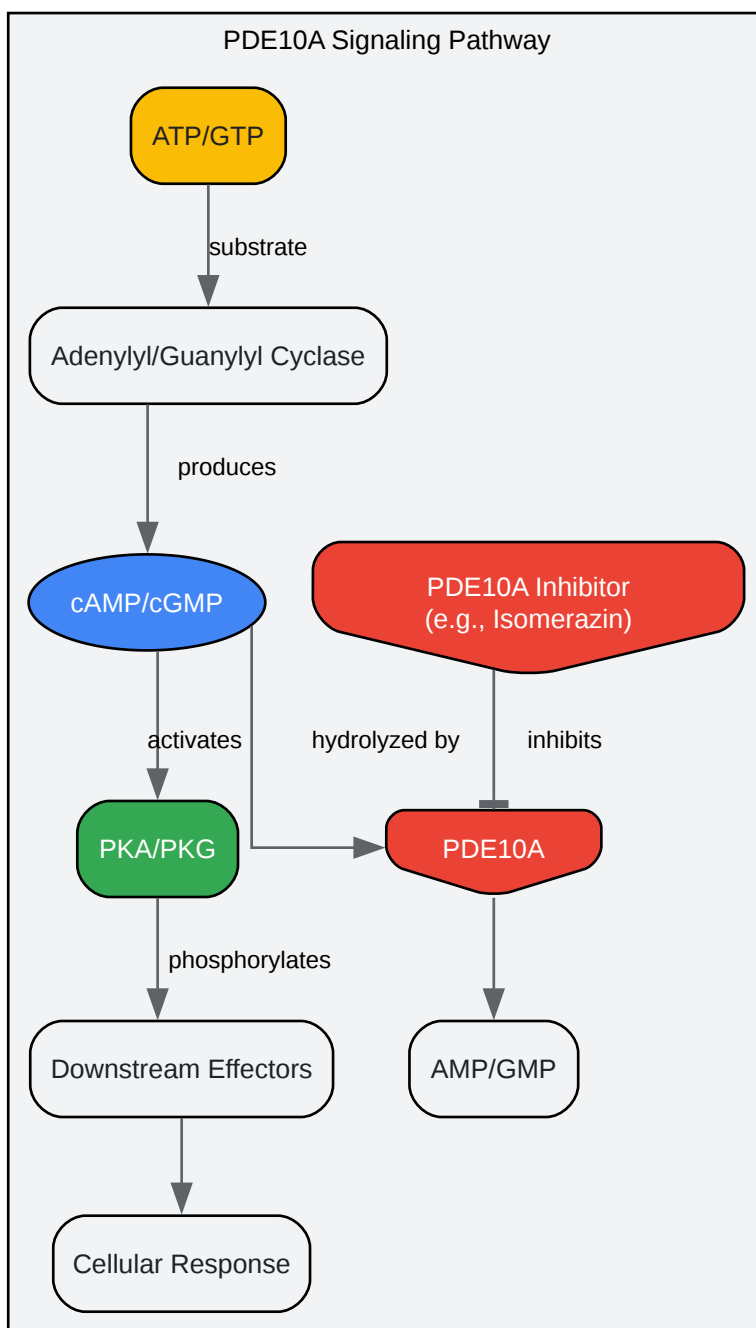 PDE10A Signaling Pathway
ATP/GTP
substrate
Adenylyl/Guanylyl Cyclase
produces
cAMP/cGMP
PDE10A Inhibitor
(e.g., Isomerazin)
activates
hydrolyzed by
inhibits
PKA/PKG
PDE10A
phosphorylates
Downstream Effectors
AMP/GMP
Cellular Response